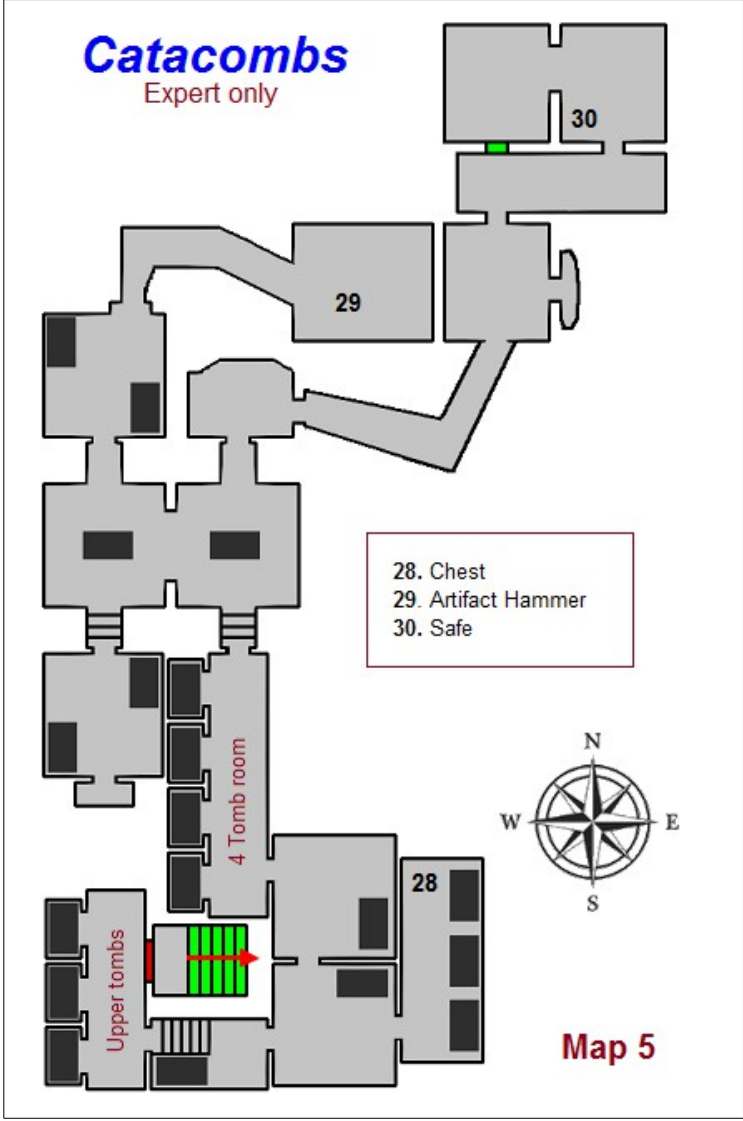 Catacombs
Expert only
30
29
28. Chest
29. Artifact Hammer
30. Safe
N
W E
S
4 Tomb room
28
Upper tombs
Map 5